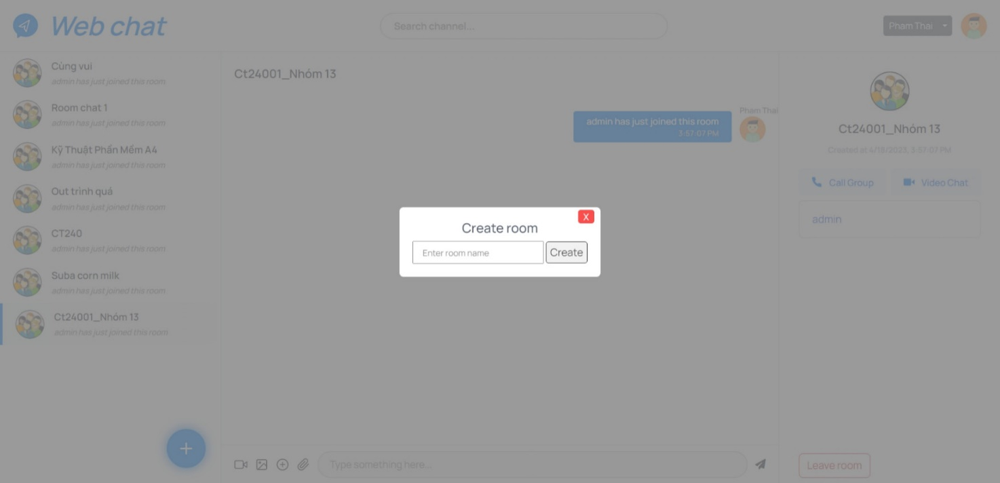 Web chat
Search channel...
Pham Thai
Cùng vui
admin has just joined this room
Room chat 1
admin has just joined this room
Kỹ Thuật Phần Mềm A4
admin has just joined this room
Out trình quá
admin has just joined this room
CT240
admin has just joined this room
Suba corn milk
admin has just joined this room
Ct24001_Nhóm 13
admin has just joined this room
Ct24001_Nhóm 13
Pham Thai
admin has just joined this room
3:57:07 PM
X
Create room
Enter room name
Create
Type something here...
Ct24001_Nhóm 13
Created at 4/18/2023, 3:57:07 PM
Call Group
Video Chat
admin
Leave room